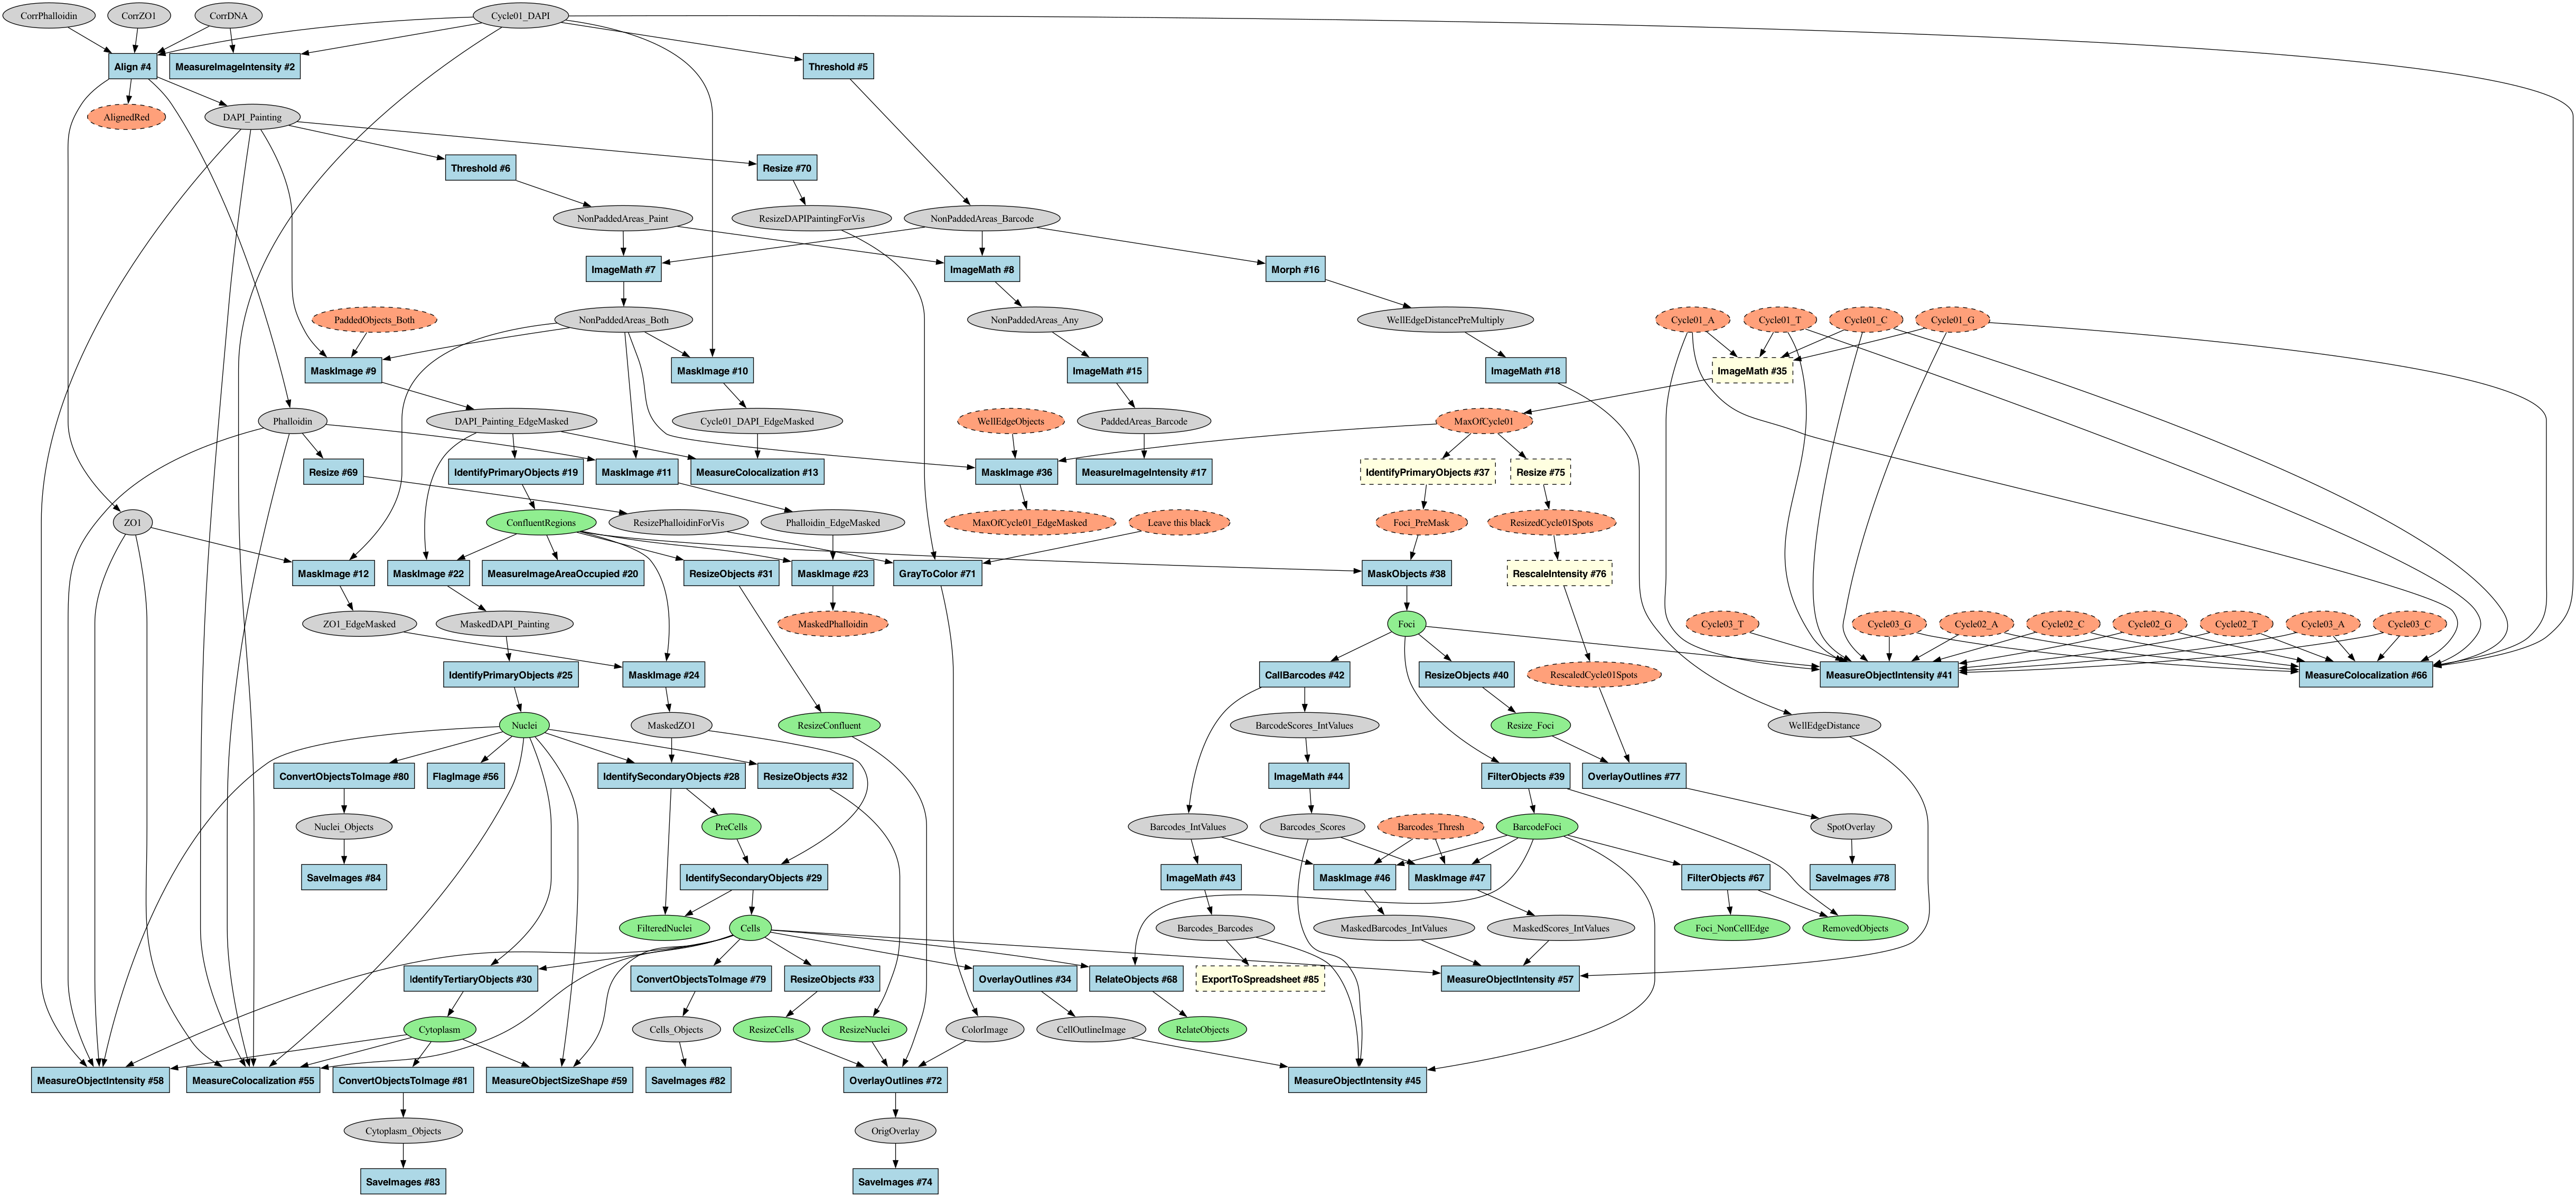 CorrPhalloidin
CorrZO1
CorrDNA
Cycle01_DAPI
Align #4
MeasureImageIntensity #2
Threshold #5
AlignedRed
DAPI_Painting
Threshold #6
Resize #70
NonPaddedAreas_Paint
ResizeDAPIPaintingForVis
NonPaddedAreas_Barcode
ImageMath #7
ImageMath #8
Morph #16
PaddedObjects_Both
NonPaddedAreas_Both
NonPaddedAreas_Any
WellEdgeDistancePreMultiply
Cycle01_A
Cycle01_T
Cycle01_C
Cycle01_G
MaskImage #9
MaskImage #10
ImageMath #15
ImageMath #18
ImageMath #35
Phalloidin
DAPI_Painting_EdgeMasked
Cycle01_DAPI_EdgeMasked
WellEdgeObjects
PaddedAreas_Barcode
MaxOfCycle01
Resize #69
IdentifyPrimaryObjects #19
MaskImage #11
MeasureColocalization #13
MaskImage #36
MeasureImageIntensity #17
IdentifyPrimaryObjects #37
Resize #75
ZO1
ConfluentRegions
ResizePhalloidinForVis
Phalloidin_EdgeMasked
MaxOfCycle01_EdgeMasked
Leave this black
Foci_PreMask
ResizedCycle01Spots
MaskImage #12
MaskImage #22
MeasureImageAreaOccupied #20
ResizeObjects #31
MaskImage #23
GrayToColor #71
MaskObjects #38
RescaleIntensity #76
ZO1_EdgeMasked
MaskedDAPI_Painting
MaskedPhalloidin
Foci
Cycle03_T
Cycle03_G
Cycle02_A
Cycle02_C
Cycle02_G
Cycle02_T
Cycle03_A
Cycle03_C
IdentifyPrimaryObjects #25
MaskImage #24
CallBarcodes #42
ResizeObjects #40
RescaledCycle01Spots
MeasureObjectIntensity #41
MeasureColocalization #66
Nuclei
MaskedZO1
ResizeConfluent
BarcodeScores_IntValues
Resize_Foci
WellEdgeDistance
ConvertObjectsToImage #80
FlagImage #56
IdentifySecondaryObjects #28
ResizeObjects #32
ImageMath #44
FilterObjects #39
OverlayOutlines #77
Nuclei_Objects
PreCells
Barcodes_IntValues
Barcodes_Scores
Barcodes_Thresh
BarcodeFoci
SpotOverlay
SaveImages #84
IdentifySecondaryObjects #29
ImageMath #43
MaskImage #46
MaskImage #47
FilterObjects #67
SaveImages #78
FilteredNuclei
Cells
Barcodes_Barcodes
MaskedBarcodes_IntValues
MaskedScores_IntValues
Foci_NonCellEdge
RemovedObjects
IdentifyTertiaryObjects #30
ConvertObjectsToImage #79
ResizeObjects #33
OverlayOutlines #34
RelateObjects #68
ExportToSpreadsheet #85
MeasureObjectIntensity #57
Cytoplasm
Cells_Objects
ResizeCells
ResizeNuclei
ColorImage
CellOutlineImage
RelateObjects
MeasureObjectIntensity #58
MeasureColocalization #55
ConvertObjectsToImage #81
MeasureObjectSizeShape #59
SaveImages #82
OverlayOutlines #72
MeasureObjectIntensity #45
Cytoplasm_Objects
OrigOverlay
SaveImages #83
SaveImages #74